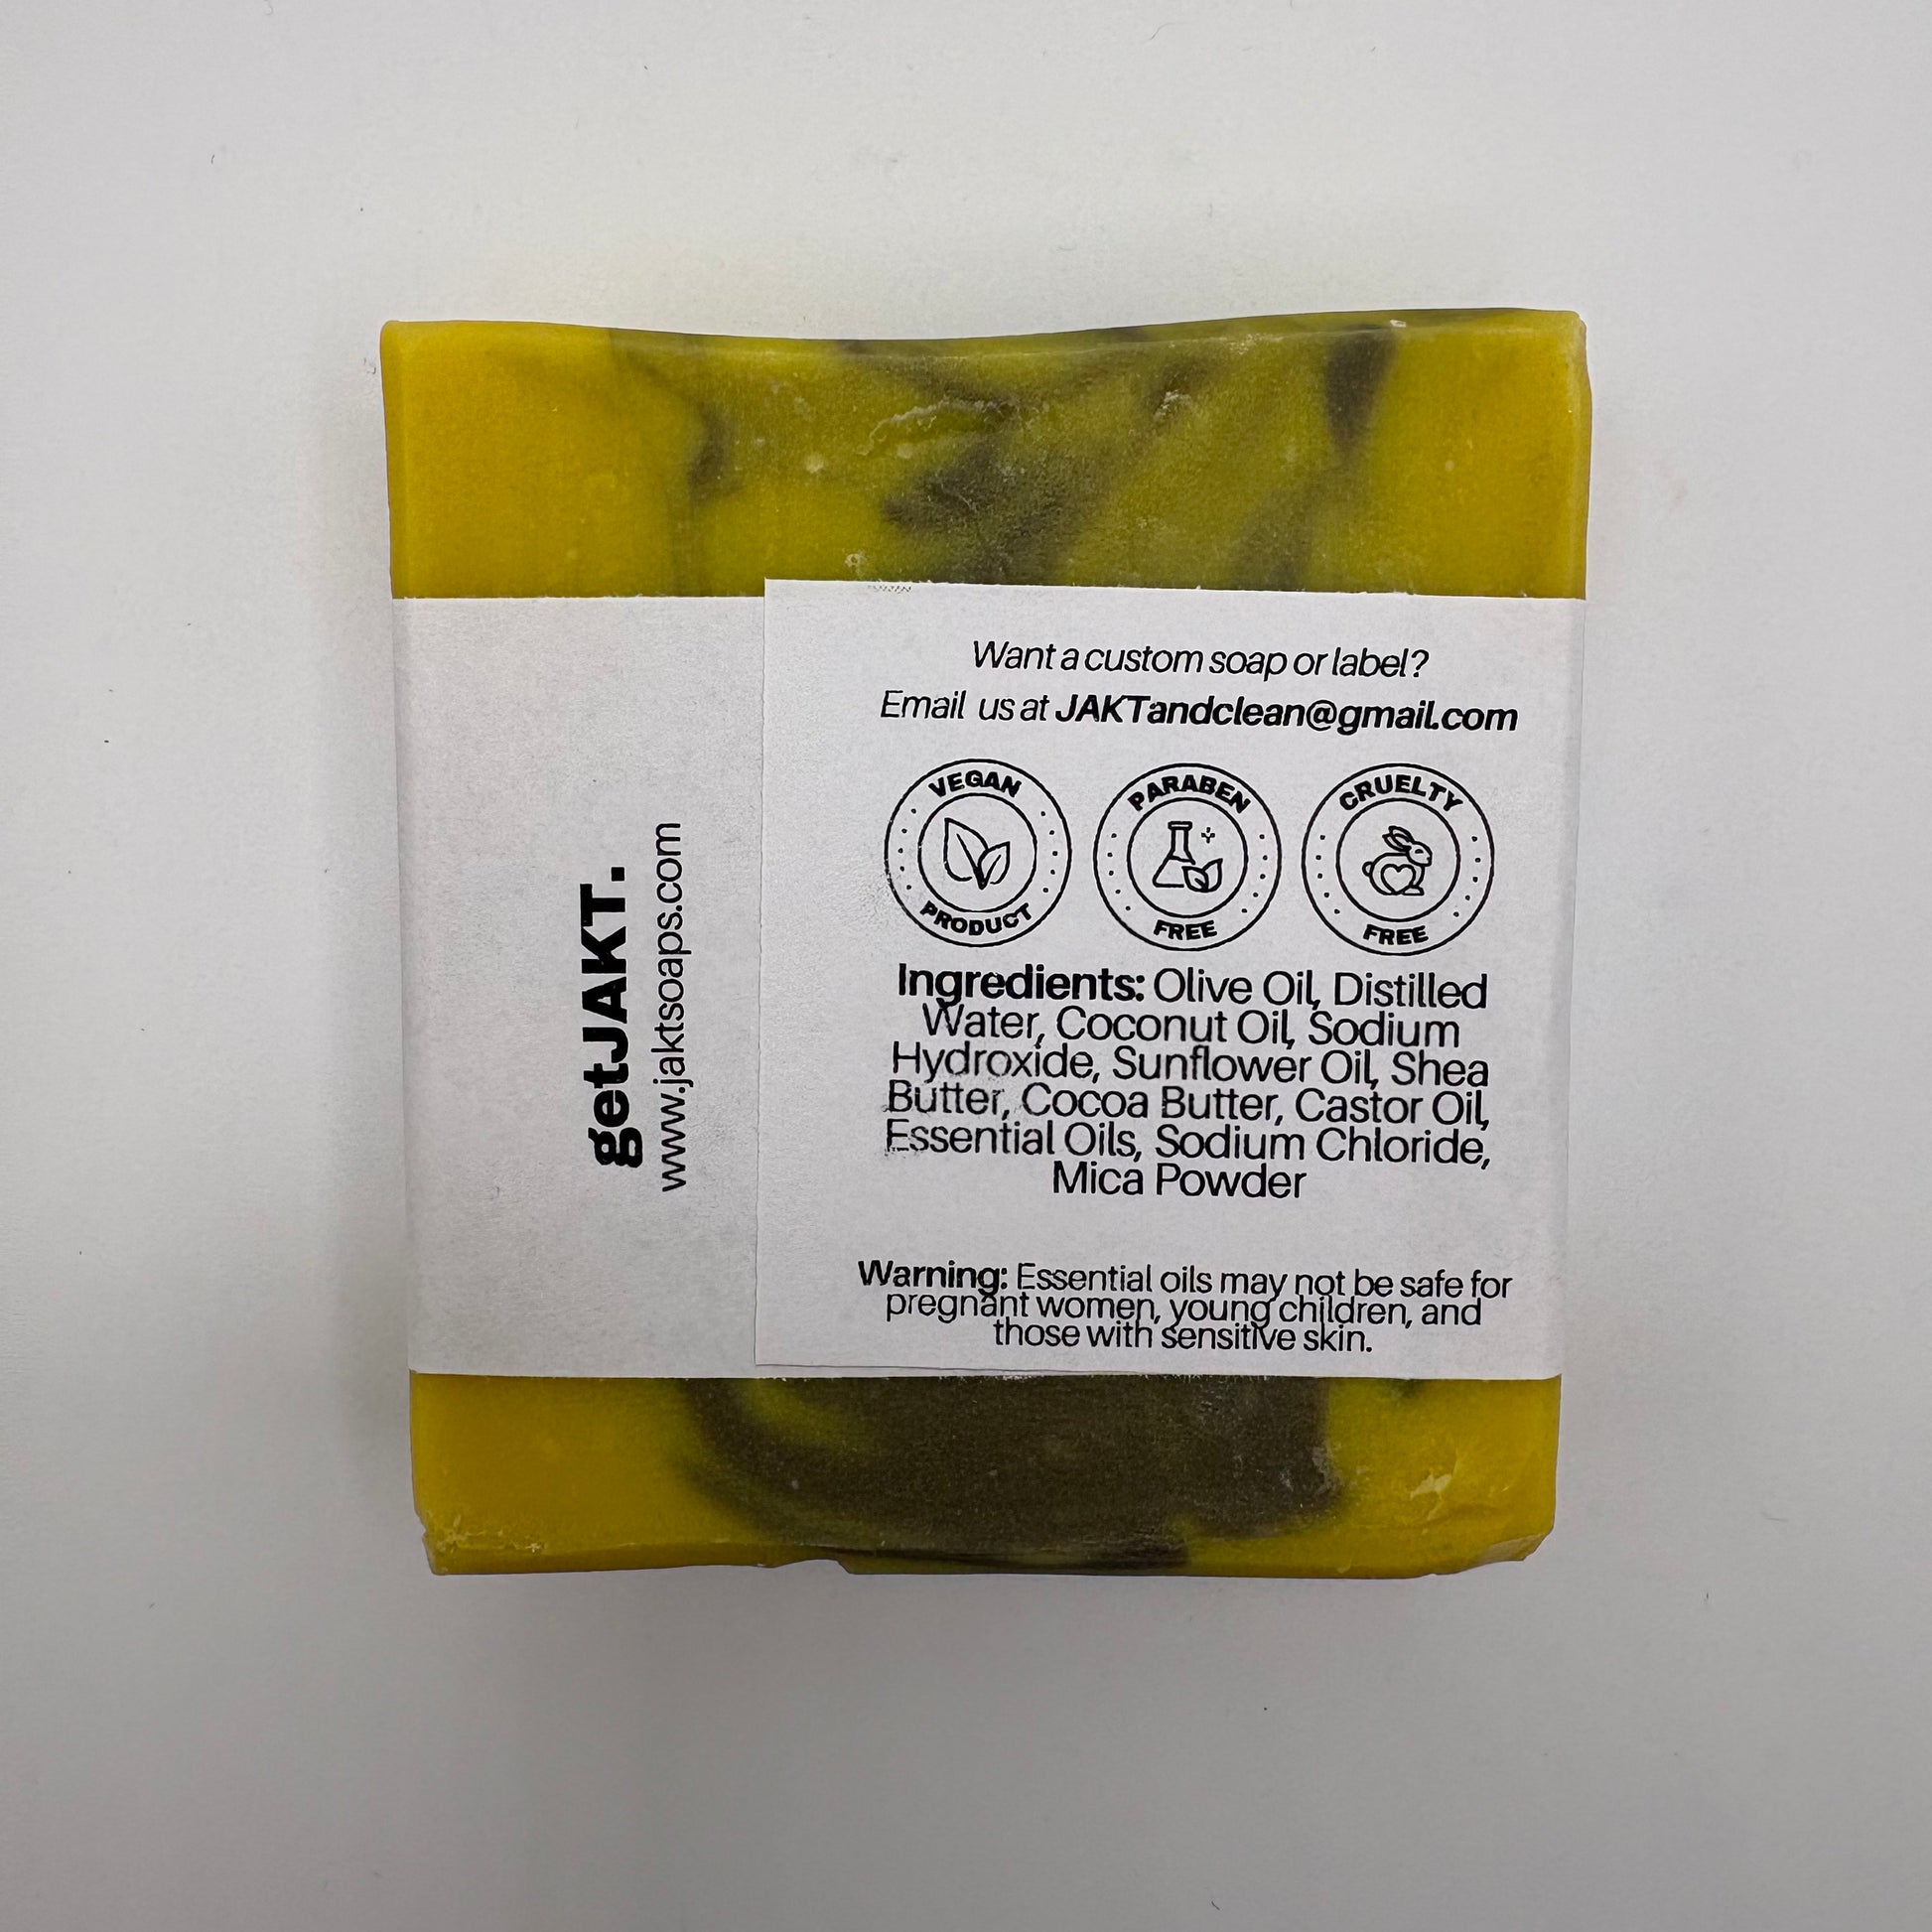 getJAKT.
www.jaktsoaps.com
Want a custom soap or label?
Email us at JAKTandclean@gmail.com
VEGAN
PRODUCT
PARABEN
FREE
CRUELTY
FREE
Ingredients: Olive Oil, Distilled
Water, Coconut Oil, Sodium
Hydroxide, Sunflower Oil, Shea
Butter, Cocoa Butter, Castor Oil,
Essential Oils, Sodium Chloride,
Mica Powder
Warning: Essential oils may not be safe for
pregnant women, young children, and
those with sensitive skin.